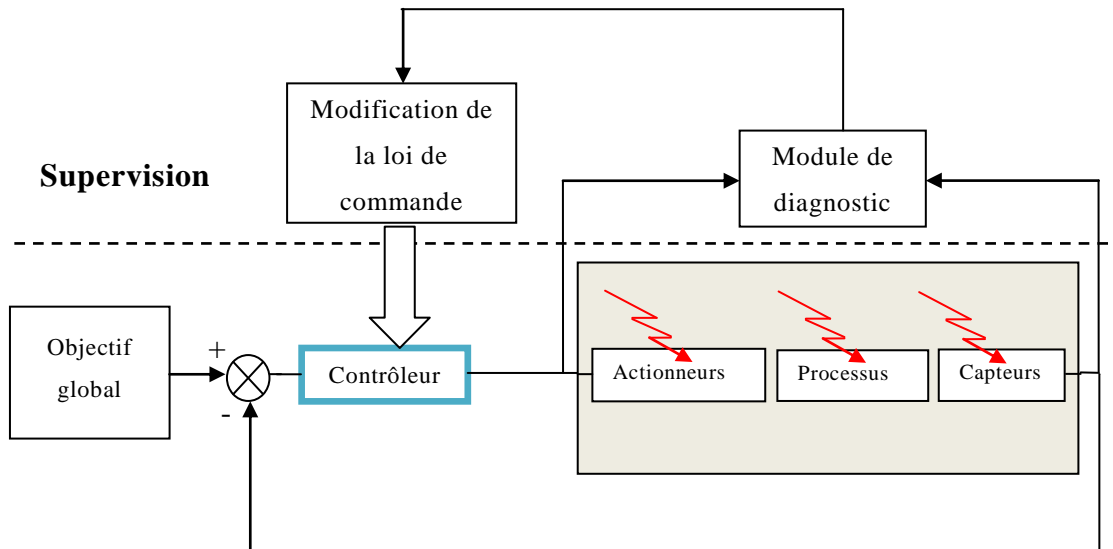 Modification de
la loi de
commande
Module de
diagnostic
Supervision
Objectif
global
+
-
Contrôleur
Actionneurs
Processus
Capteurs